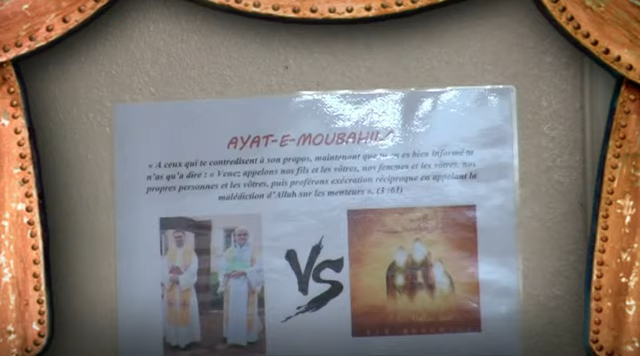 AYAT-E-MOUBAHILA
« A ceux qui te contredisent à son propos, maintenant que tu en es bien informé tu
n'as qu'a dire : « Venez; appelons nos fils et les vôtres, nos femmes et les vôtres, nos
propres personnes et les vôtres, puis proférons exécration réciproque en appelant la
malédiction d'Allah sur les menteurs ». (3 :61)
VS